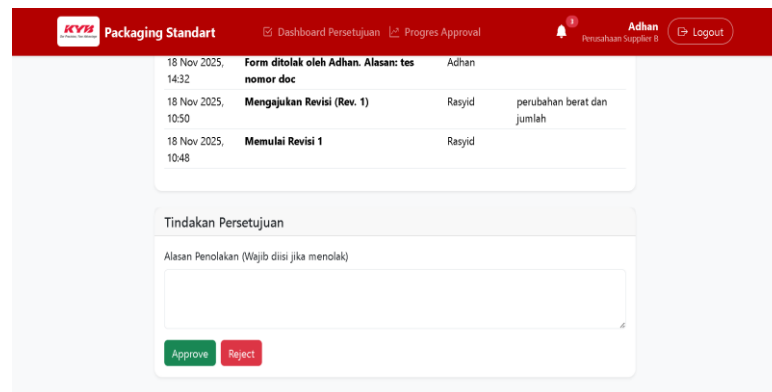 KYB Packaging Standart
Dashboard Persetujuan Progres Approval
3
Adhan
Perusahaan Supplier B
Logout
18 Nov 2025, Form ditolak oleh Adhan. Alasan: tes Adhan
14:32 nomor doc
18 Nov 2025, Mengajukan Revisi (Rev. 1) Rasyid perubahan berat dan
10:50 jumlah
18 Nov 2025, Memulai Revisi 1 Rasyid
10:48
Tindakan Persetujuan
Alasan Penolakan (Wajib diisi jika menolak)
Approve Reject